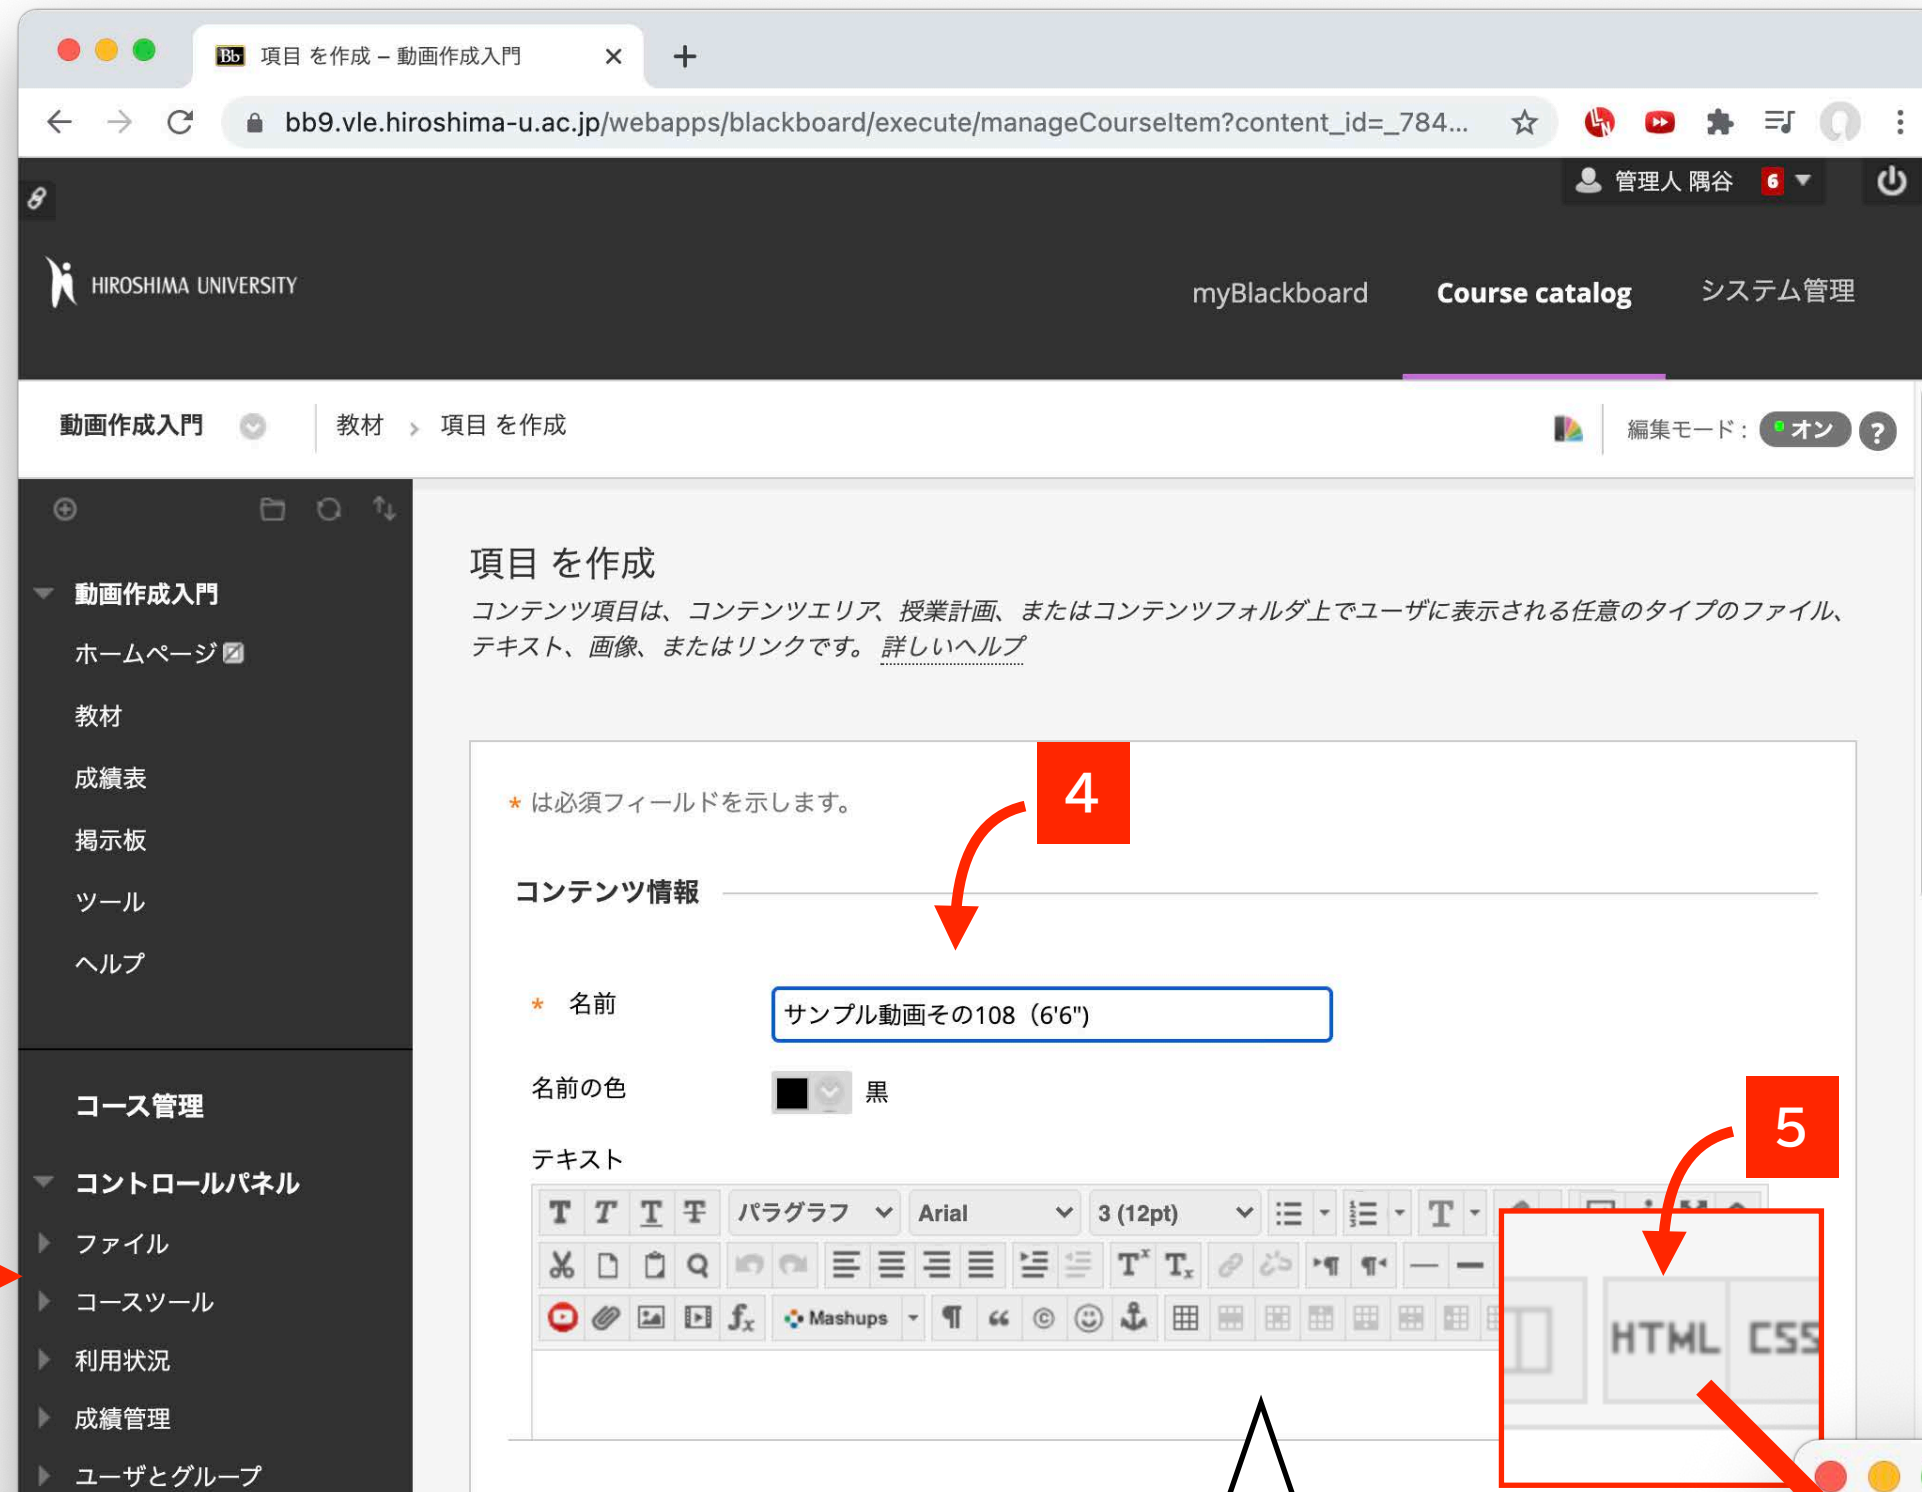 Bb 項目 を作成 – 動画作成入門
bb9.vle.hiroshima-u.ac.jp/webapps/blackboard/execute/manageCourseItem?content_id=_784...
管理人 隅谷 6
HIROSHIMA UNIVERSITY
myBlackboard Course catalog システム管理
動画作成入門 教材 項目 を作成 編集モード: オン ?
動画作成入門
ホームページ
教材
成績表
掲示板
ツール
ヘルプ
コース管理
コントロールパネル
ファイル
コースツール
利用状況
成績管理
ユーザとグループ
項目 を作成
コンテンツ項目は、コンテンツエリア、授業計画、またはコンテンツフォルダ上でユーザに表示される任意のタイプのファイル、
テキスト、画像、またはリンクです。 詳しいヘルプ
* は必須フィールドを示します。
4
コンテンツ情報
* 名前 サンプル動画その108（6'6")
名前の色 黒
5
テキスト
T T T T パラグラフ Arial 3 (12pt) T
Tx Tx
fx Mashups
HTML CSS